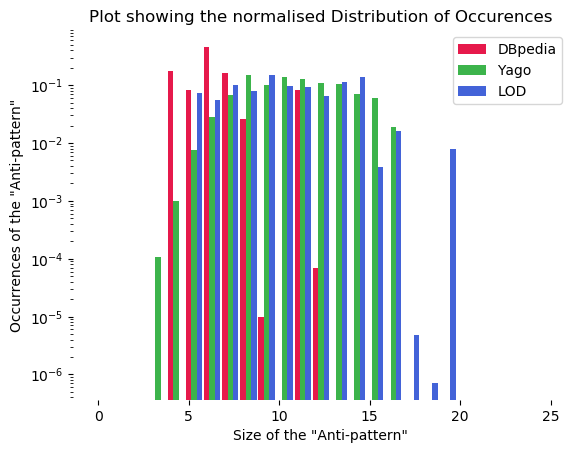 Plot showing the normalised Distribution of Occurences
DBpedia
Yago
LOD
Occurrences of the "Anti-pattern"
10⁻¹
10⁻²
10⁻³
10⁻⁴
10⁻⁵
10⁻⁶
0 5 10 15 20 25
Size of the "Anti-pattern"